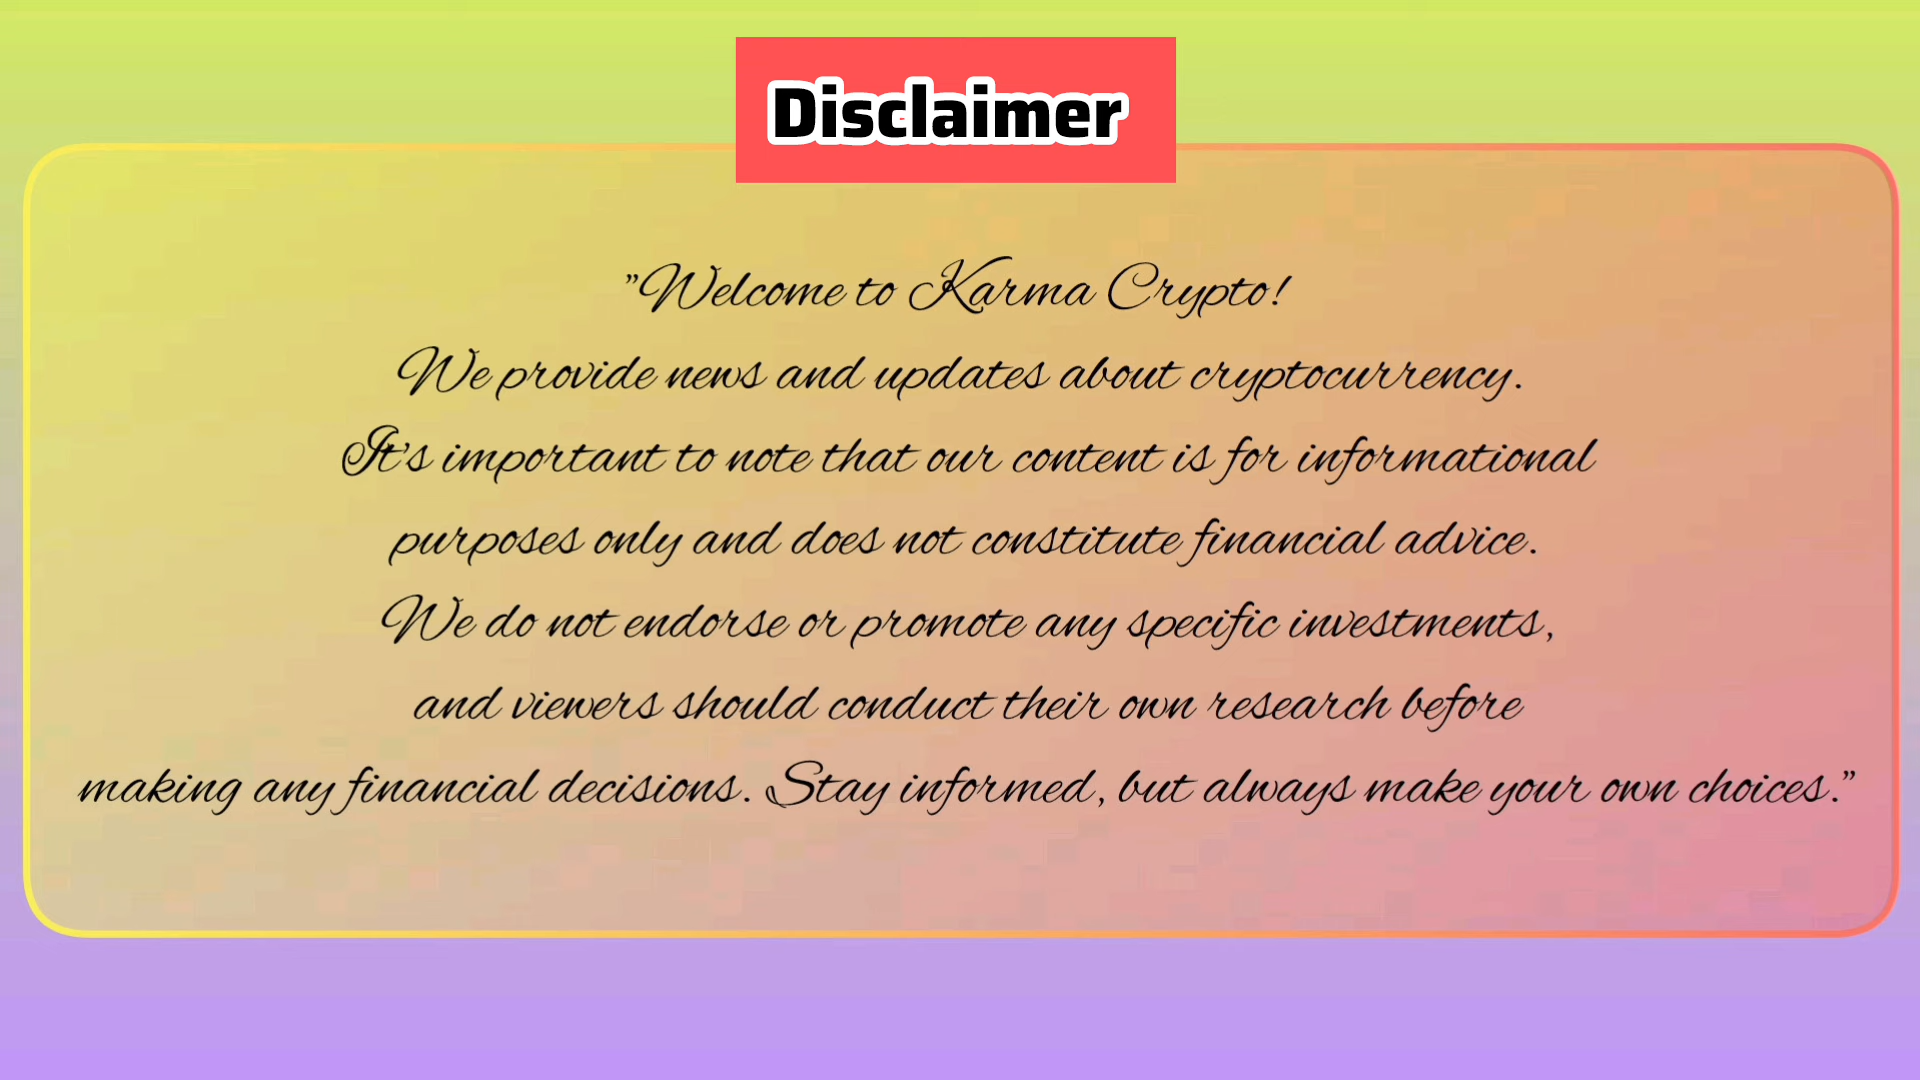 Disclaimer
"Welcome to Karma Crypto!
We provide news and updates about cryptocurrency.
It's important to note that our content is for informational
purposes only and does not constitute financial advice.
We do not endorse or promote any specific investments,
and viewers should conduct their own research before
making any financial decisions. Stay informed, but always make your own choices."